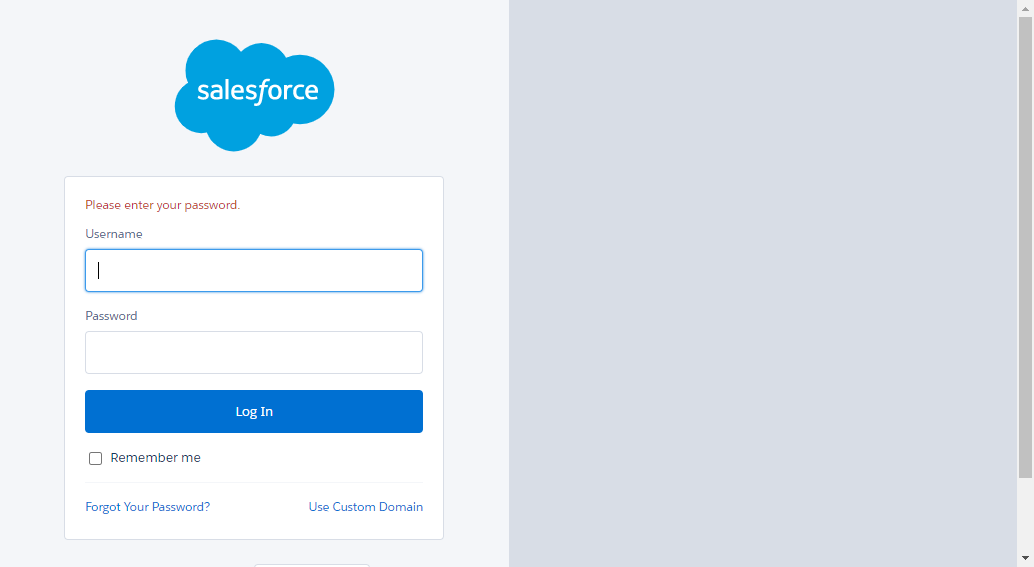 salesforce
Please enter your password.
Username
Password
Log In
Remember me
Forgot Your Password?
Use Custom Domain